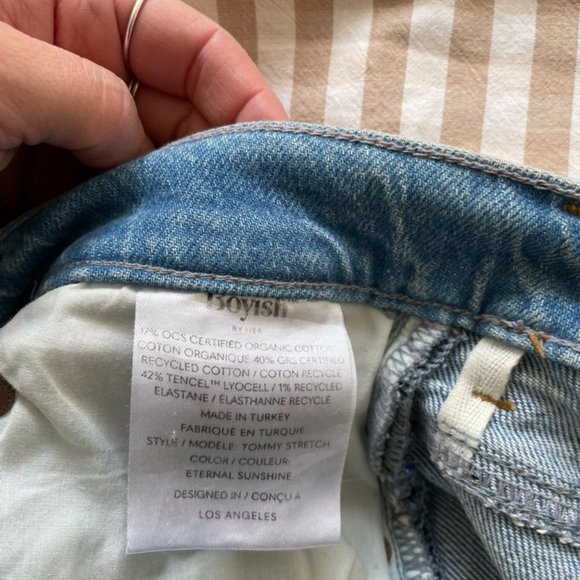 Boyish
BY HER
17% OCS CERTIFIED ORGANIC COTTON
COTON ORGANIQUE 40% GRS CERTIFIED
RECYCLED COTTON / COTON RECYCLE
42% TENCEL™ LYOCELL / 1% RECYCLED
ELASTANE / ÉLASTHANNE RECYCLÉ
MADE IN TURKEY
FABRIQUÉ EN TURQUIE
STYLE / MODÈLE: TOMMY STRETCH
COLOR / COULEUR:
ETERNAL SUNSHINE
DESIGNED IN / CONÇU À
LOS ANGELES